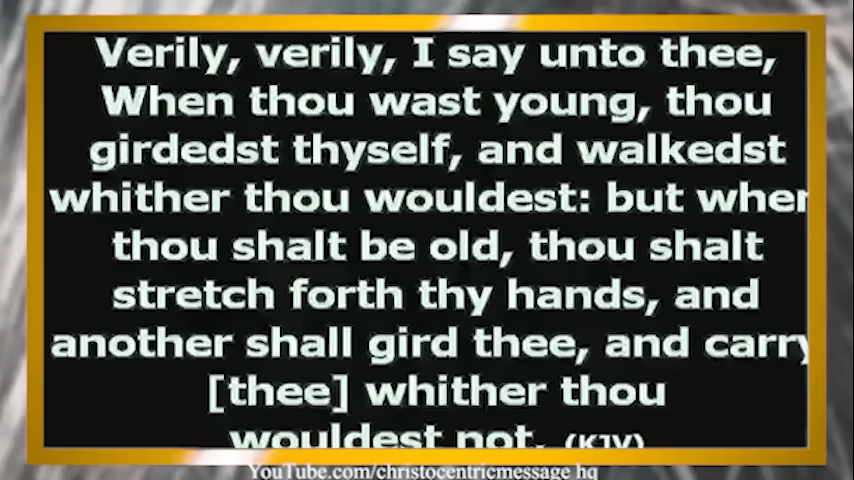 Verily, verily, I say unto thee,
When thou wast young, thou
girdedst thyself, and walkedst
whither thou wouldest: but when
thou shalt be old, thou shalt
stretch forth thy hands, and
another shall gird thee, and carry
[thee] whither thou
wouldest not. (KJV)
YouTube.com/christocentricmessage hq